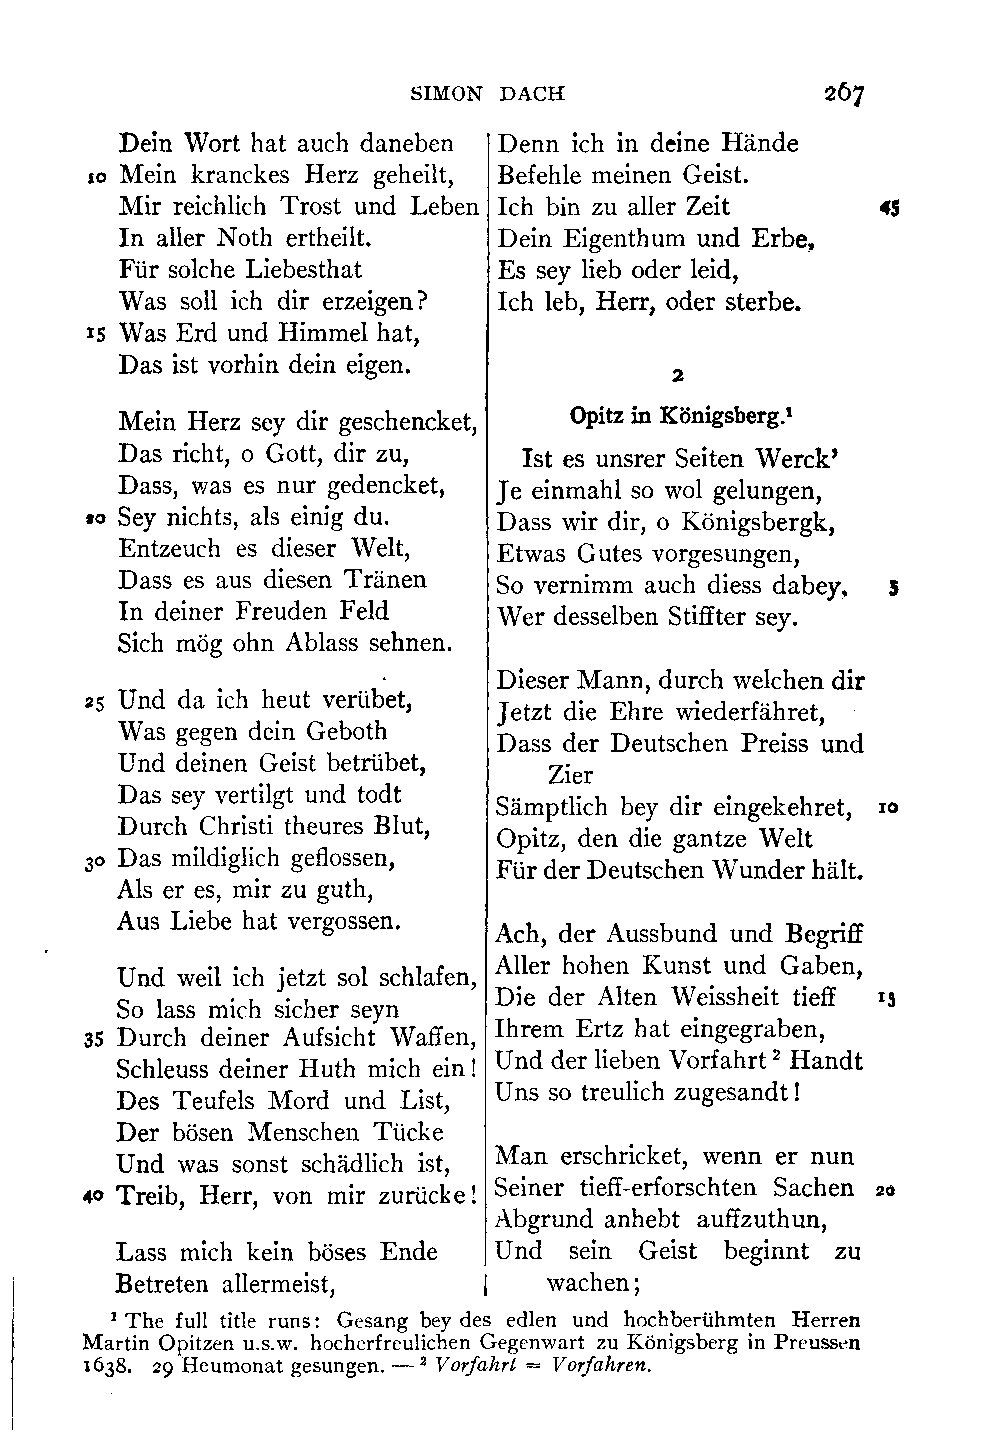 SIMON DACH 267
Dein Wort hat auch daneben
10 Mein kranckes Herz geheilt,
Mir reichlich Trost und Leben
In aller Noth ertheilt.
Für solche Liebesthat
Was soll ich dir erzeigen?
15 Was Erd und Himmel hat,
Das ist vorhin dein eigen.
Mein Herz sey dir geschencket,
Das richt, o Gott, dir zu,
Dass, was es nur gedencket,
20 Sey nichts, als einig du.
Entzeuch es dieser Welt,
Dass es aus diesen Tränen
In deiner Freuden Feld
Sich mög ohn Ablass sehnen.
25 Und da ich heut verübet,
Was gegen dein Geboth
Und deinen Geist betrübet,
Das sey vertilgt und todt
Durch Christi theures Blut,
30 Das mildiglich geflossen,
Als er es, mir zu guth,
Aus Liebe hat vergossen.
Und weil ich jetzt sol schlafen,
So lass mich sicher seyn
35 Durch deiner Aufsicht Waffen,
Schleuss deiner Huth mich ein!
Des Teufels Mord und List,
Der bösen Menschen Tücke
Und was sonst schädlich ist,
40 Treib, Herr, von mir zurücke!
Lass mich kein böses Ende
Betreten allermeist,
Denn ich in deine Hände
Befehle meinen Geist.
Ich bin zu aller Zeit 45
Dein Eigenthum und Erbe,
Es sey lieb oder leid,
Ich leb, Herr, oder sterbe.
2
Opitz in Königsberg.¹
Ist es unsrer Seiten Werck'
Je einmahl so wol gelungen,
Dass wir dir, o Königsbergk,
Etwas Gutes vorgesungen,
So vernimm auch diess dabey, 5
Wer desselben Stiffter sey.
Dieser Mann, durch welchen dir
Jetzt die Ehre wiederfähret,
Dass der Deutschen Preiss und
Zier
Sämptlich bey dir eingekehret, 10
Opitz, den die gantze Welt
Für der Deutschen Wunder hält.
Ach, der Aussbund und Begriff
Aller hohen Kunst und Gaben,
Die der Alten Weissheit tieff 15
Ihrem Ertz hat eingegraben,
Und der lieben Vorfahrt² Handt
Uns so treulich zugesandt!
Man erschricket, wenn er nun
Seiner tieff-erforschten Sachen 20
Abgrund anhebt auffzuthun,
Und sein Geist beginnt zu
wachen;
¹ The full title runs: Gesang bey des edlen und hochberühmten Herren
Martin Opitzen u.s.w. hocherfreulichen Gegenwart zu Königsberg in Preussen
1638. 29 Heumonat gesungen. — ² Vorfahrt = Vorfahren.